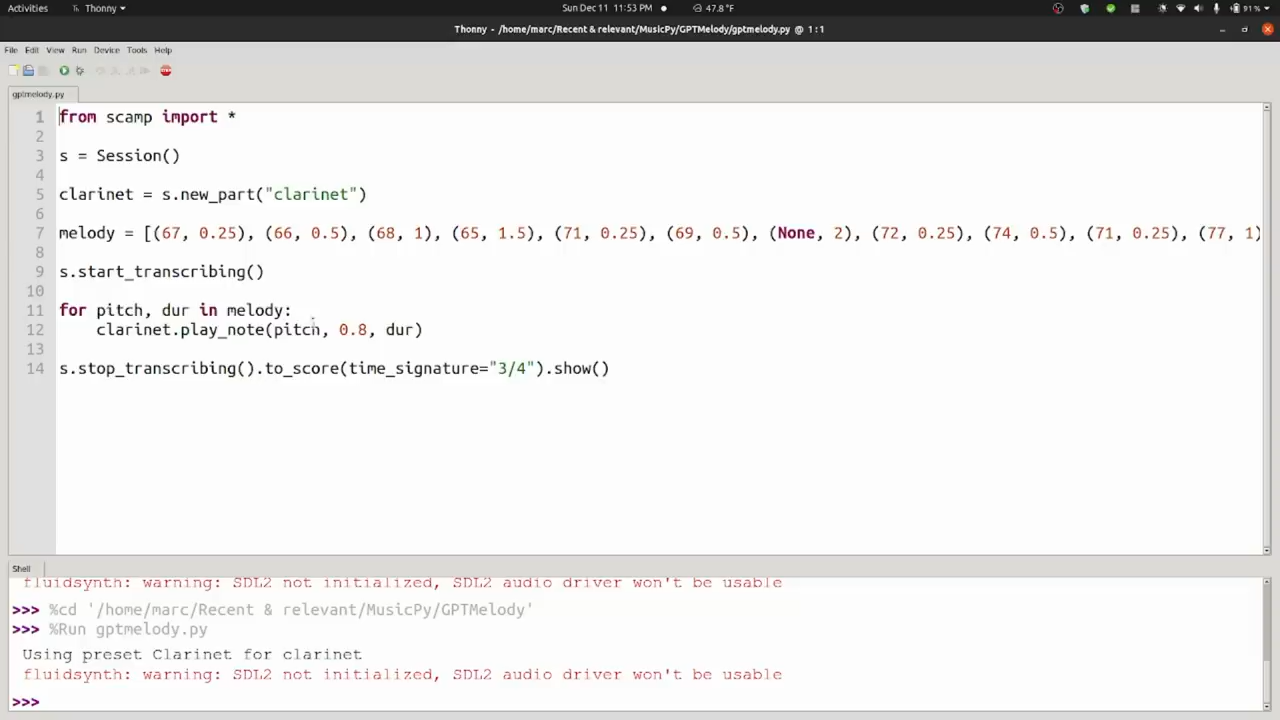 Activities Thonny Sun Dec 11 11:53 PM 47.8 °F 91 %
Thonny - /home/marc/Recent & relevant/MusicPy/GPTMelody/gptmelody.py @ 1:1
File Edit View Run Device Tools Help
gptmelody.py
1 from scamp import *
2
3 s = Session()
4
5 clarinet = s.new_part("clarinet")
6
7 melody = [(67, 0.25), (66, 0.5), (68, 1), (65, 1.5), (71, 0.25), (69, 0.5), (None, 2), (72, 0.25), (74, 0.5), (71, 0.25), (77, 1)
8
9 s.start_transcribing()
10
11 for pitch, dur in melody:
12     clarinet.play_note(pitch, 0.8, dur)
13
14 s.stop_transcribing().to_score(time_signature="3/4").show()
Shell
fluidsynth: warning: SDL2 not initialized, SDL2 audio driver won't be usable
>>> %cd '/home/marc/Recent & relevant/MusicPy/GPTMelody'
>>> %Run gptmelody.py
Using preset Clarinet for clarinet
fluidsynth: warning: SDL2 not initialized, SDL2 audio driver won't be usable
>>>